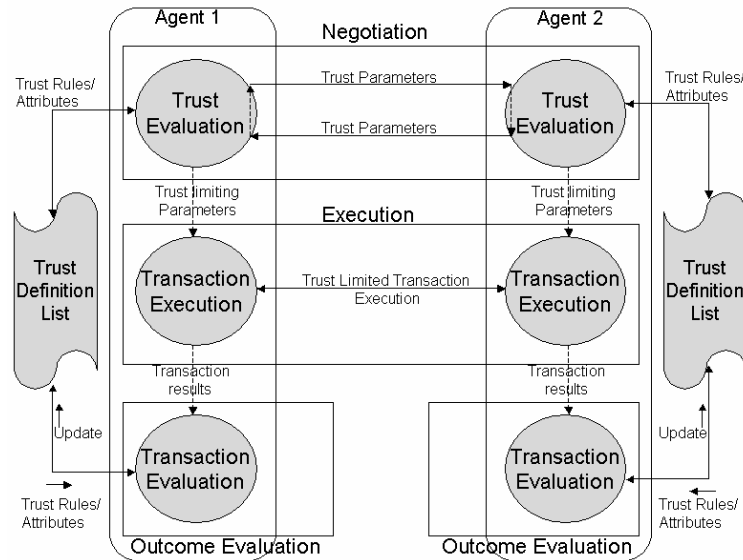 Agent 1
Agent 2
Negotiation
Trust Rules/
Attributes
Trust
Evaluation
Trust Parameters
Trust Parameters
Trust
Evaluation
Trust Rules/
Attributes
Trust limiting
Parameters
Trust limiting
Parameters
Execution
Trust
Definition
List
Transaction
Execution
Trust Limited Transaction
Execution
Transaction
Execution
Trust
Definition
List
Transaction
results
Transaction
results
Update
Transaction
Evaluation
Transaction
Evaluation
Update
Trust Rules/
Attributes
Trust Rules/
Attributes
Outcome Evaluation
Outcome Evaluation